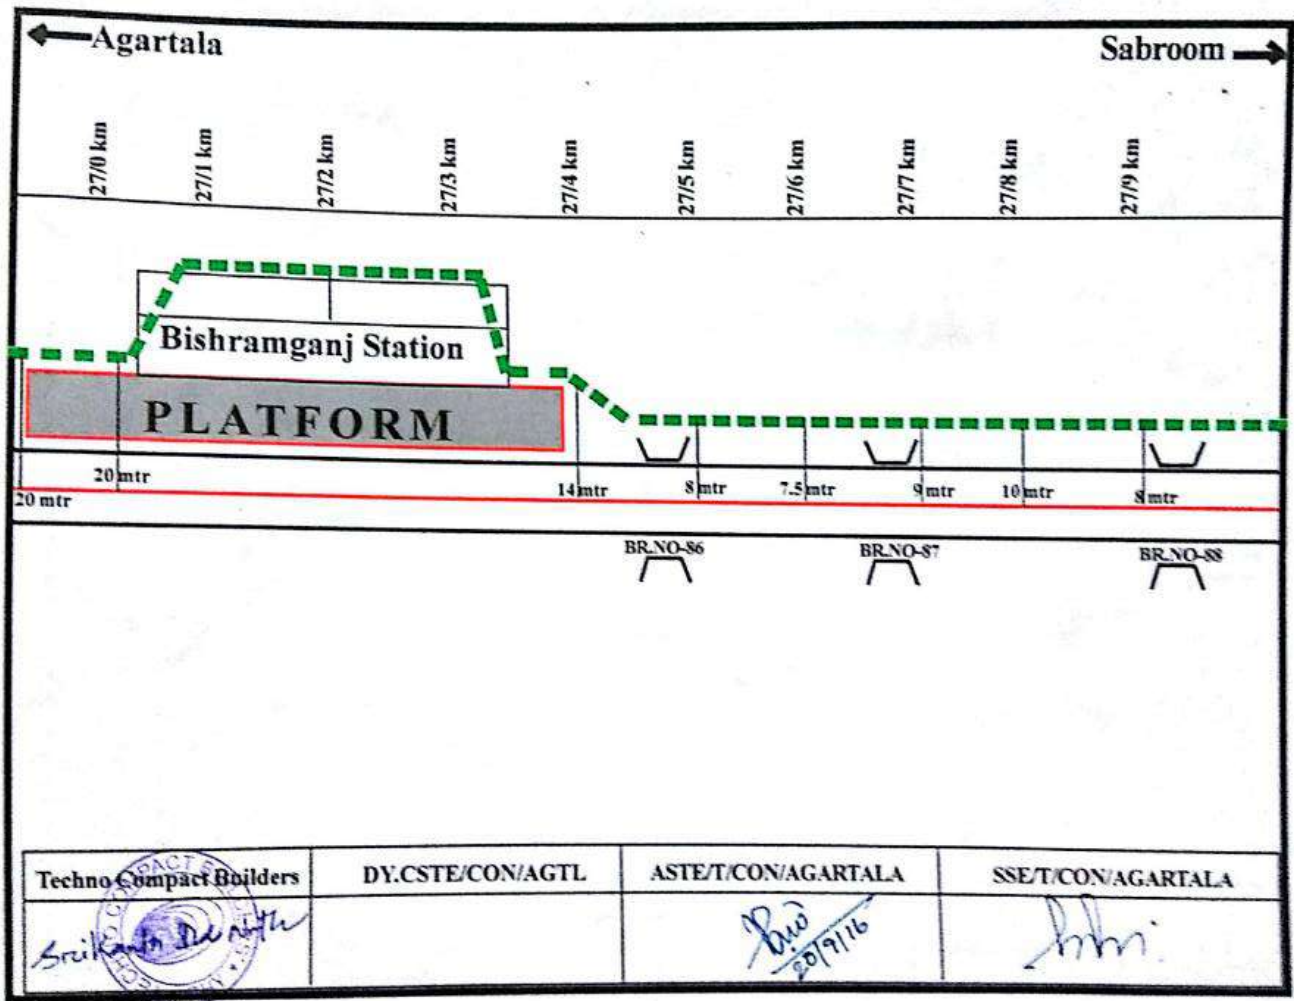 Agartala
Sabroom
27/0 km
27/1 km
27/2 km
27/3 km
27/4 km
27/5 km
27/6 km
27/7 km
27/8 km
27/9 km
Bishramganj Station
PLATFORM
20 mtr
20 mtr
14 mtr
8 mtr
7.5 mtr
9 mtr
10 mtr
8 mtr
BR.NO-86
BR.NO-87
BR.NO-88
Techno Compact Builders
DY.CSTE/CON/AGTL
ASTE/T/CON/AGARTALA
SSE/T/CON/AGARTALA
20/9/16